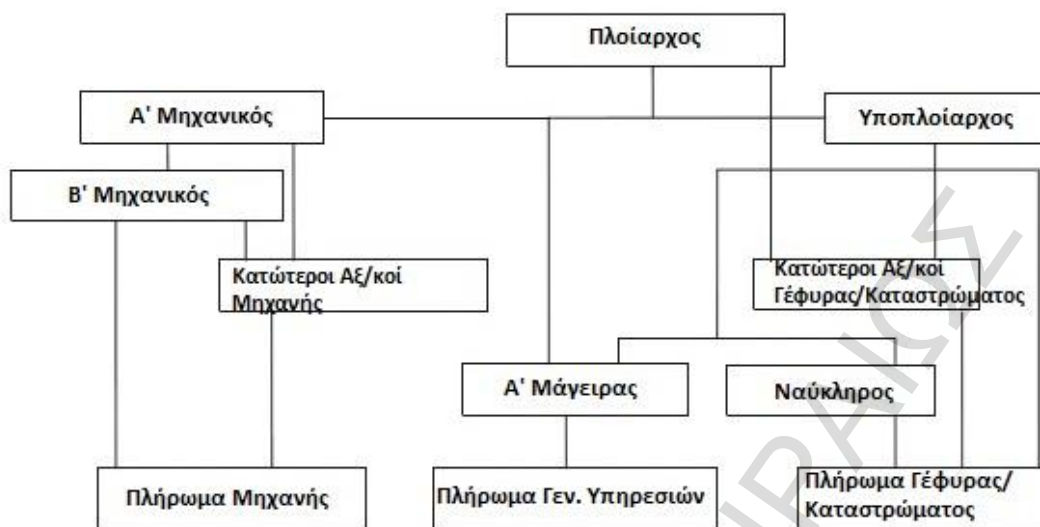 Πλοίαρχος
Α' Μηχανικός
Υποπλοίαρχος
Β' Μηχανικός
Κατώτεροι Αξ/κοί
Μηχανής
Κατώτεροι Αξ/κοί
Γέφυρας/Καταστρώματος
Α' Μάγειρας
Ναύκληρος
Πλήρωμα Μηχανής
Πλήρωμα Γεν. Υπηρεσιών
Πλήρωμα Γέφυρας/
Καταστρώματος
ΙΡΑΙΩΣ